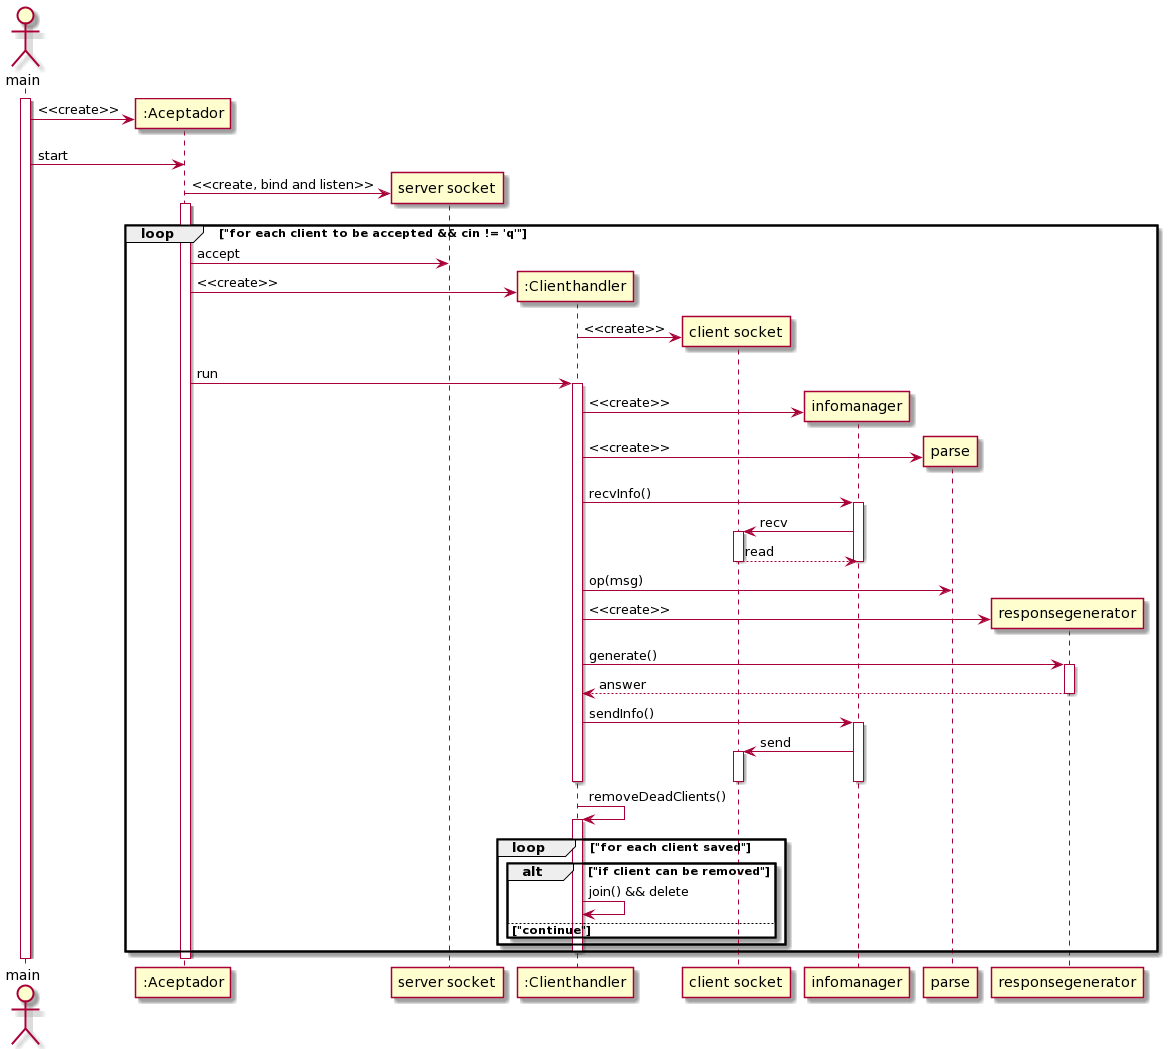 main
<<create>>
:Aceptador
start
<<create, bind and listen>>
server socket
loop ["for each client to be accepted && cin != 'q'"]
accept
<<create>>
:Clienthandler
<<create>>
client socket
run
<<create>>
infomanager
<<create>>
parse
recvInfo()
recv
read
op(msg)
<<create>>
responsegenerator
generate()
answer
sendInfo()
send
removeDeadClients()
loop ["for each client saved"]
alt ["if client can be removed"]
join() && delete
["continue"]
main
:Aceptador
server socket
:Clienthandler
client socket
infomanager
parse
responsegenerator